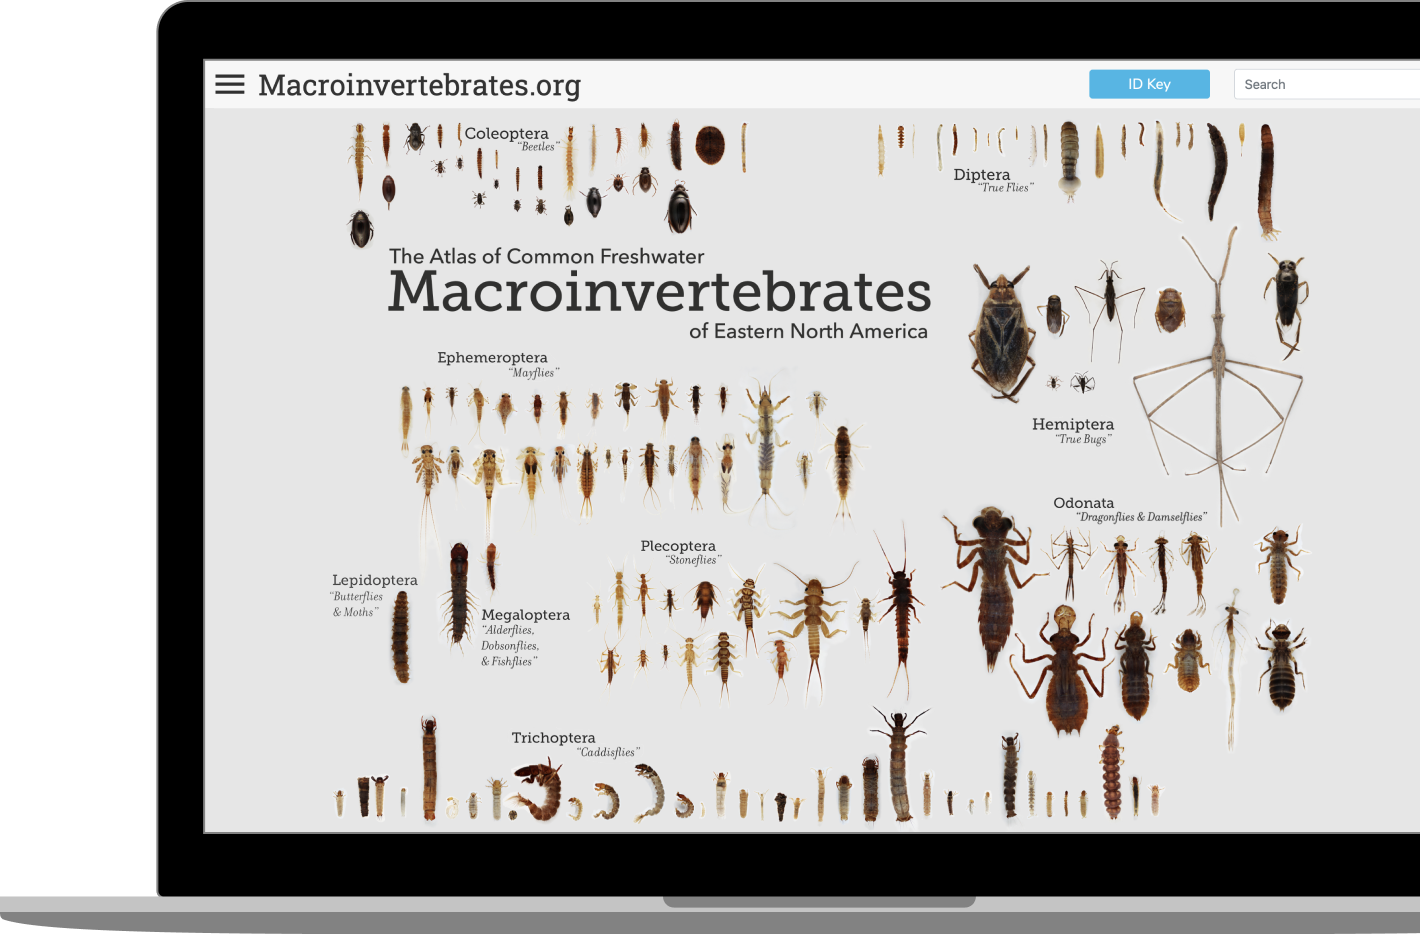 Macroinvertebrates.org
ID Key
Search
Coleoptera
“Beetles”
Diptera
“True Flies”
The Atlas of Common Freshwater
Macroinvertebrates
of Eastern North America
Ephemeroptera
“Mayflies”
Hemiptera
“True Bugs”
Odonata
“Dragonflies & Damselflies”
Plecoptera
“Stoneflies”
Lepidoptera
“Butterflies
& Moths”
Megaloptera
“Alderflies,
Dobsonflies,
& Fishflies”
Trichoptera
“Caddisflies”